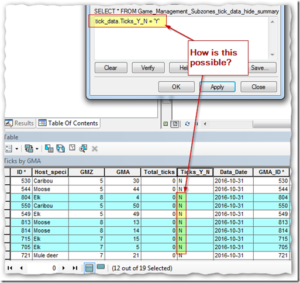 SELECT * FROM Game_Management_Subzones_tick_data_hide_summary
tick_data.Ticks_Y_N = 'Y'
How is this
possible?
Clear Verify Help Save...
OK Apply Close
Results Table Of Contents
Table
Ticks by GMA
ID * Host_speci GMZ GMA Total_ticks Ticks_Y_N Data_Date GMA_ID *
530 Caribou 5 30 0 N 2016-10-31 530
544 Moose 5 44 0 N 2016-10-31 544
804 Elk 8 4 0 N 2016-10-31 804
550 Caribou 5 50 0 N 2016-10-31 550
549 Elk 5 49 0 N 2016-10-31 549
813 Moose 8 13 0 N 2016-10-31 813
814 Moose 8 14 0 N 2016-10-31 814
715 Elk 7 15 0 N 2016-10-31 715
705 Elk 7 5 0 N 2016-10-31 705
721 Mule deer 7 21 0 N 2016-10-31 721
0 (12 out of 19 Selected)